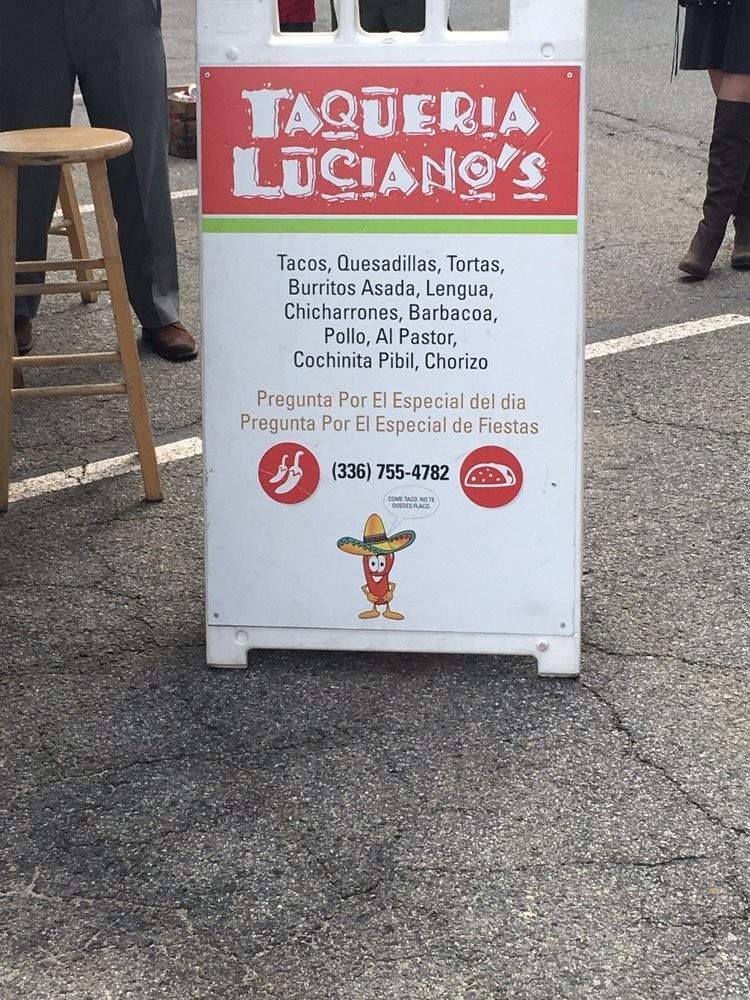 TAQUERIA
LUCIANO'S
Tacos, Quesadillas, Tortas,
Burritos Asada, Lengua,
Chicharrones, Barbacoa,
Pollo, Al Pastor,
Cochinita Pibil, Chorizo
Pregunta Por El Especial del dia
Pregunta Por El Especial de Fiestas
(336) 755-4782
COME TACO. NO TE
QUEDES FLACO.